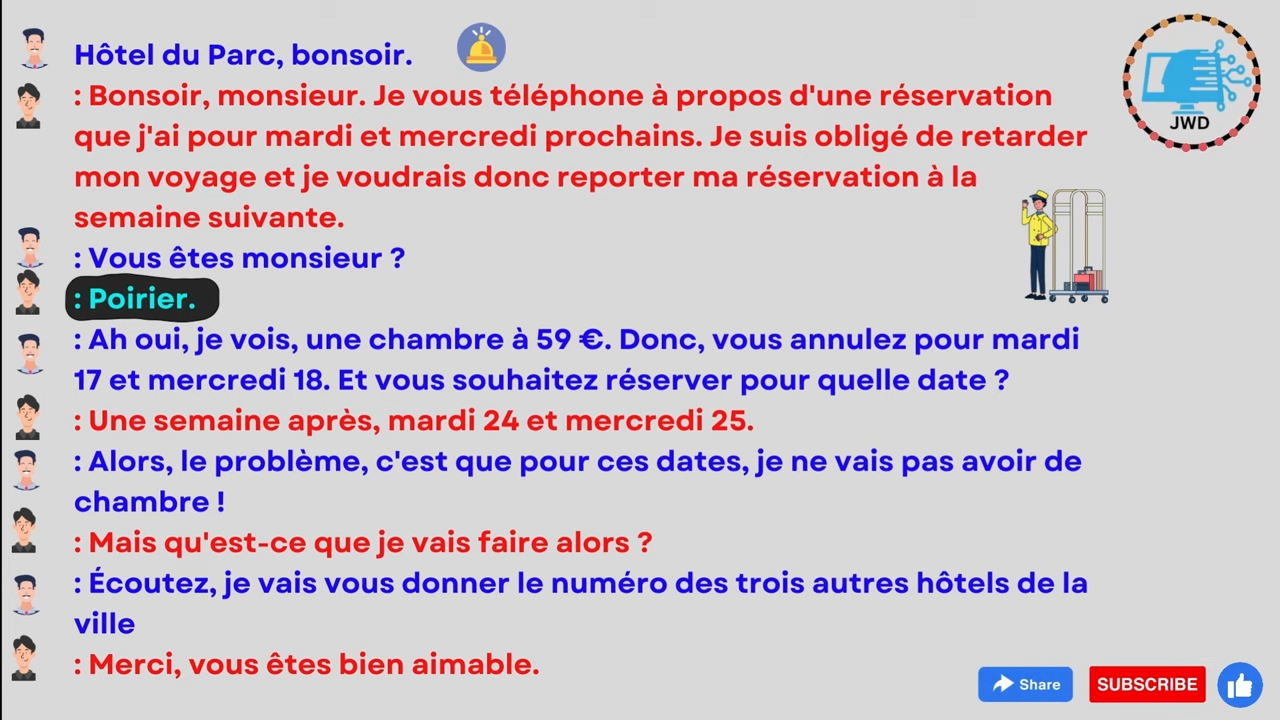 Hôtel du Parc, bonsoir.
: Bonsoir, monsieur. Je vous téléphone à propos d'une réservation
que j'ai pour mardi et mercredi prochains. Je suis obligé de retarder
mon voyage et je voudrais donc reporter ma réservation à la
semaine suivante.
: Vous êtes monsieur ?
: Poirier.
: Ah oui, je vois, une chambre à 59 €. Donc, vous annulez pour mardi
17 et mercredi 18. Et vous souhaitez réserver pour quelle date ?
: Une semaine après, mardi 24 et mercredi 25.
: Alors, le problème, c'est que pour ces dates, je ne vais pas avoir de
chambre !
: Mais qu'est-ce que je vais faire alors ?
: Écoutez, je vais vous donner le numéro des trois autres hôtels de la
ville
: Merci, vous êtes bien aimable.
JWD
Share
SUBSCRIBE